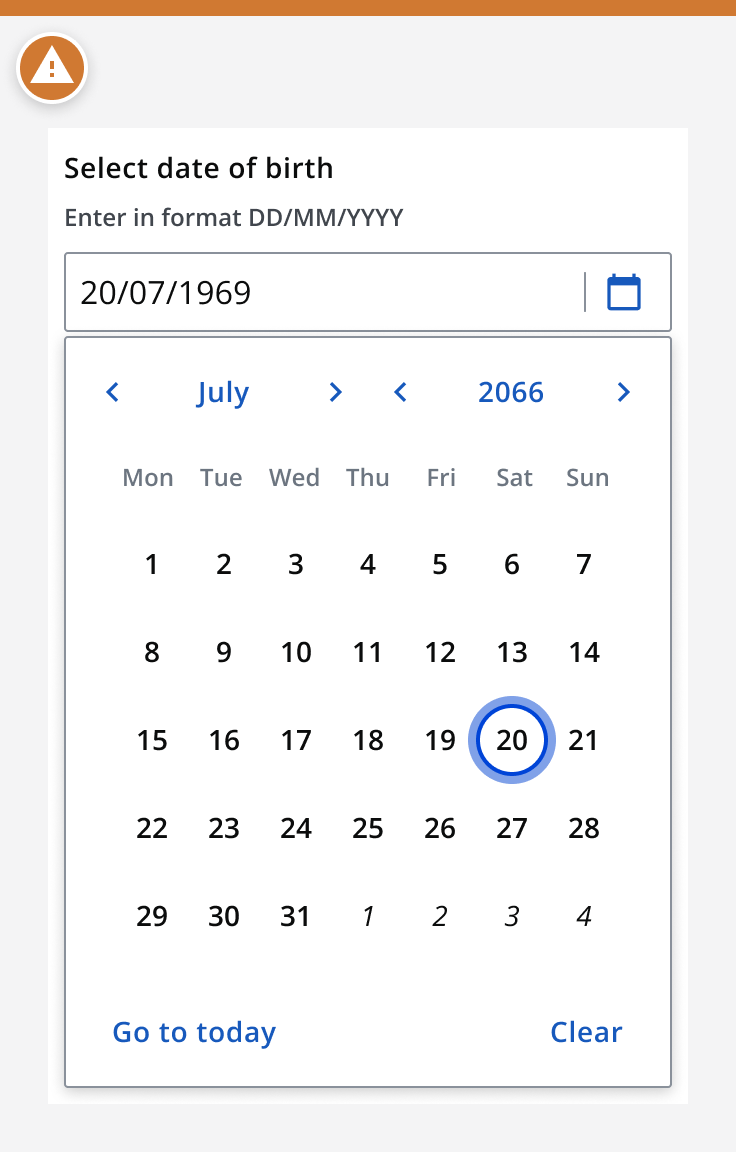 Select date of birth
Enter in format DD/MM/YYYY
20/07/1969
July 2066
Mon Tue Wed Thu Fri Sat Sun
1 2 3 4 5 6 7
8 9 10 11 12 13 14
15 16 17 18 19 20 21
22 23 24 25 26 27 28
29 30 31 1 2 3 4
Go to today Clear